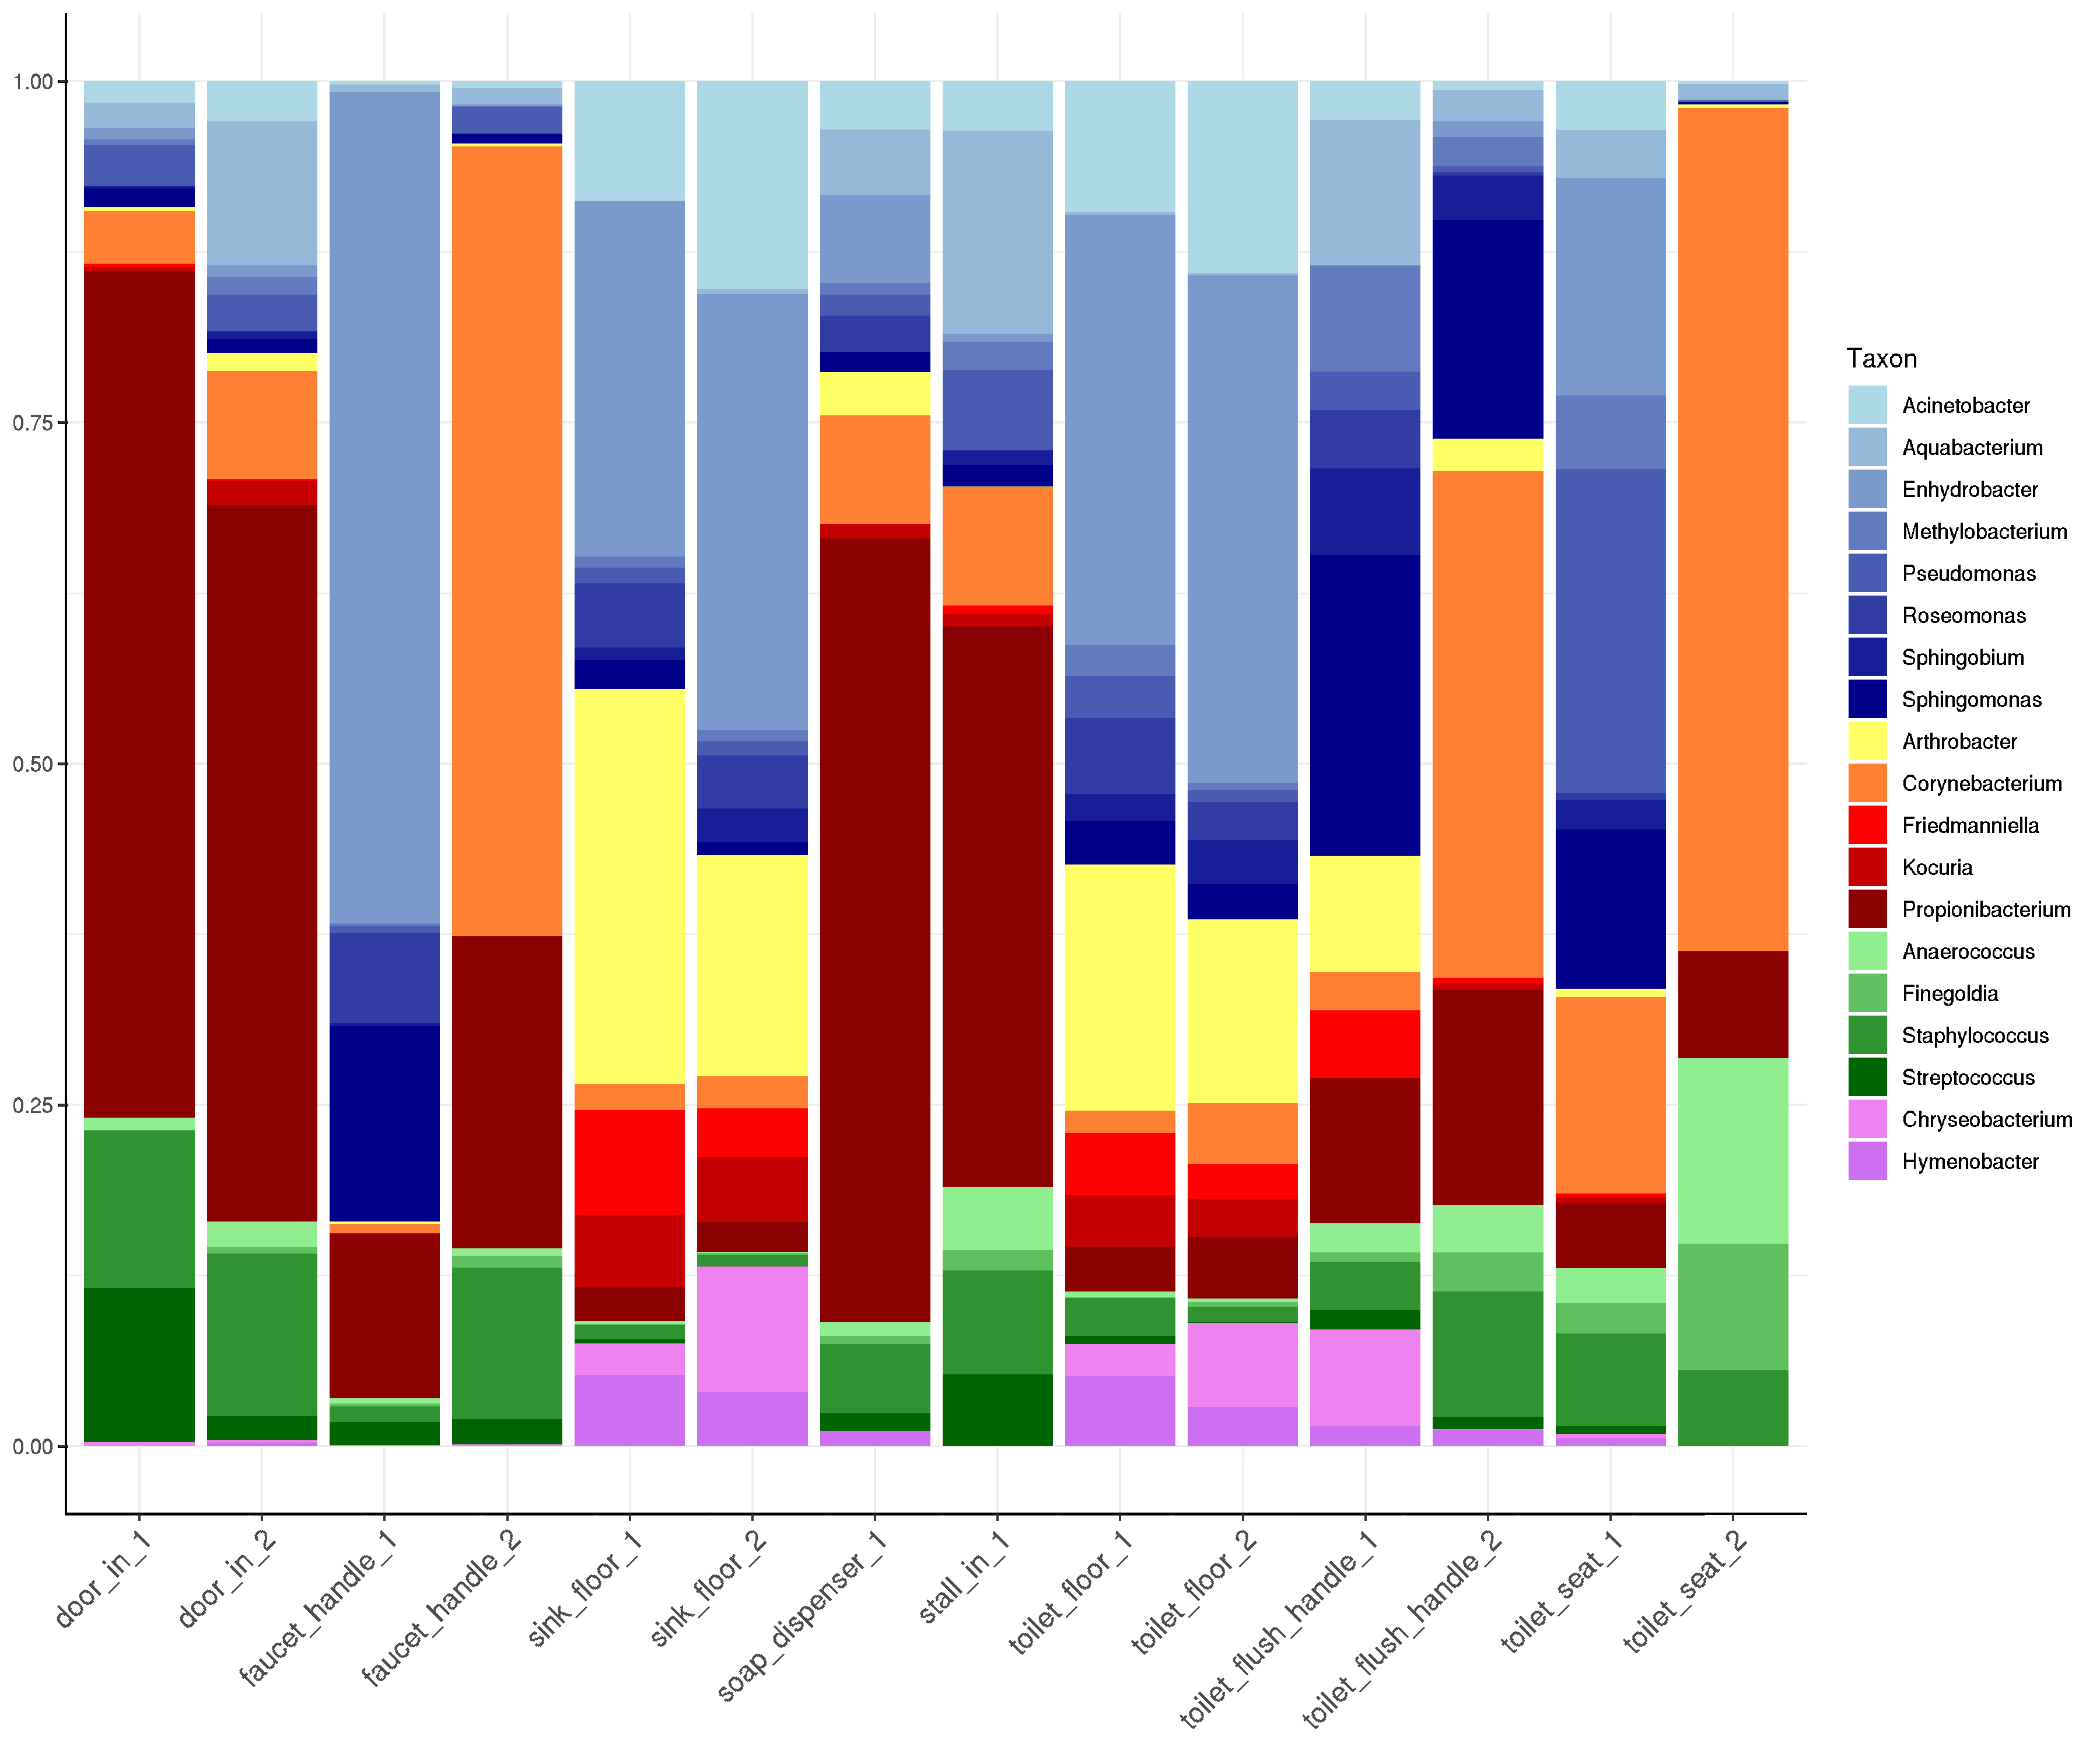 1.00
0.75
0.50
0.25
0.00
door_in_1
door_in_2
faucet_handle_1
faucet_handle_2
sink_floor_1
sink_floor_2
soap_dispenser_1
stall_in_1
toilet_floor_1
toilet_floor_2
toilet_flush_handle_1
toilet_flush_handle_2
toilet_seat_1
toilet_seat_2
Taxon
Acinetobacter
Aquabacterium
Enhydrobacter
Methylobacterium
Pseudomonas
Roseomonas
Sphingobium
Sphingomonas
Arthrobacter
Corynebacterium
Friedmanniella
Kocuria
Propionibacterium
Anaerococcus
Finegoldia
Staphylococcus
Streptococcus
Chryseobacterium
Hymenobacter